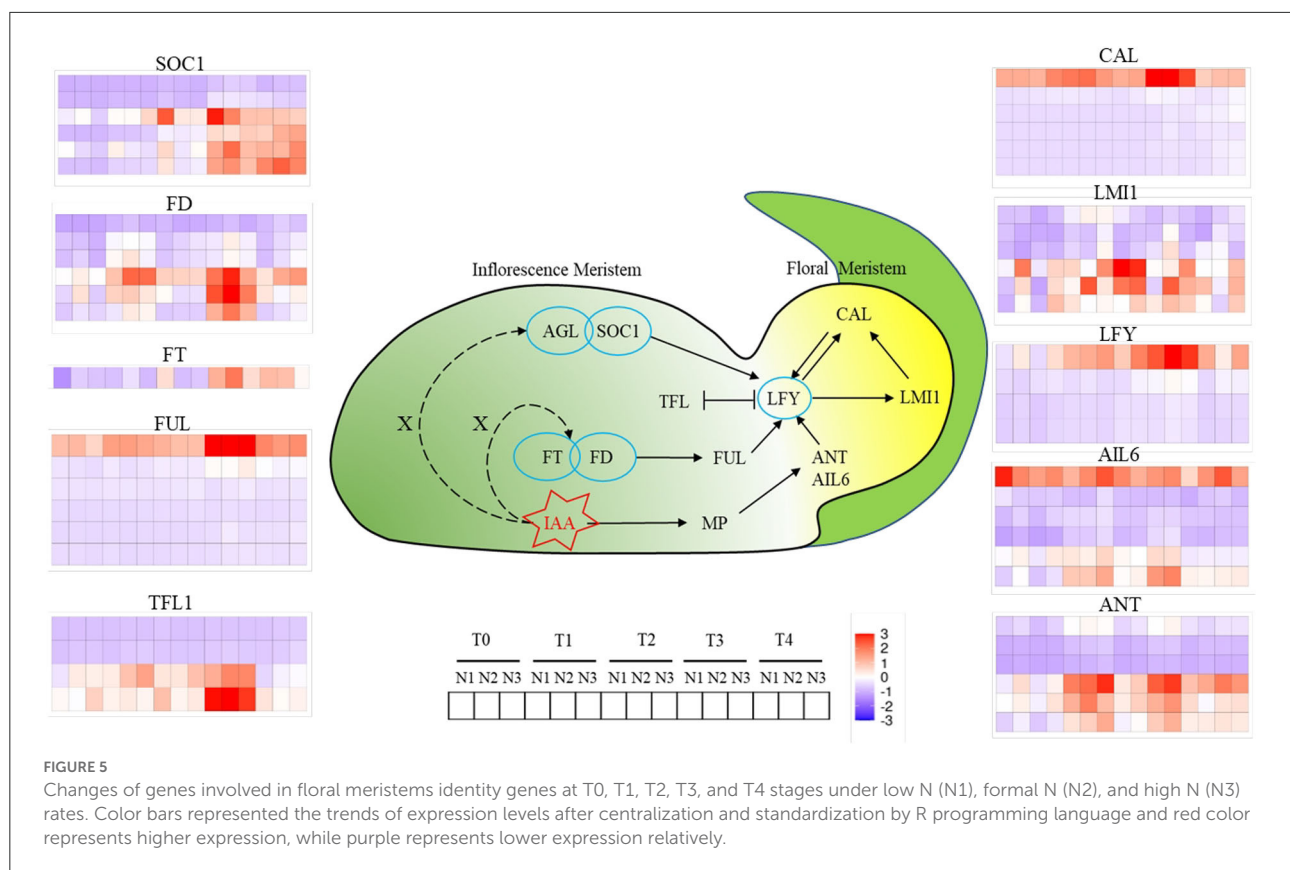 SOC1
FD
FT
FUL
TFL1
Inflorescence Meristem
Floral Meristem
AGL
SOC1
CAL
TFL
LFY
LMI1
X
X
FT
FD
FUL
ANT
AIL6
IAA
MP
T0 T1 T2 T3 T4
N1 N2 N3 N1 N2 N3 N1 N2 N3 N1 N2 N3 N1 N2 N3
3
2
1
0
-1
-2
-3
CAL
LMI1
LFY
AIL6
ANT
FIGURE 5
Changes of genes involved in floral meristems identity genes at T0, T1, T2, T3, and T4 stages under low N (N1), formal N (N2), and high N (N3)
rates. Color bars represented the trends of expression levels after centralization and standardization by R programming language and red color
represents higher expression, while purple represents lower expression relatively.